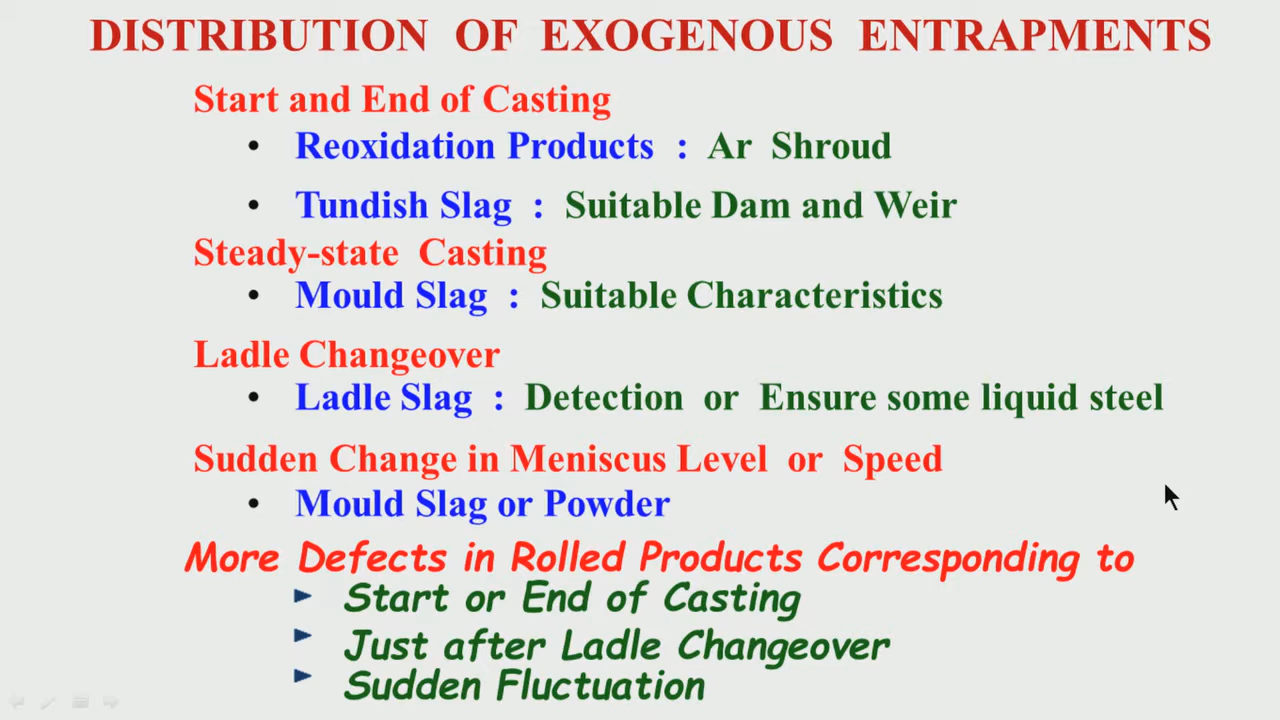 DISTRIBUTION OF EXOGENOUS ENTRAPMENTS
Start and End of Casting
• Reoxidation Products : Ar Shroud
• Tundish Slag : Suitable Dam and Weir
Steady-state Casting
• Mould Slag : Suitable Characteristics
Ladle Changeover
• Ladle Slag : Detection or Ensure some liquid steel
Sudden Change in Meniscus Level or Speed
• Mould Slag or Powder
More Defects in Rolled Products Corresponding to
► Start or End of Casting
► Just after Ladle Changeover
► Sudden Fluctuation